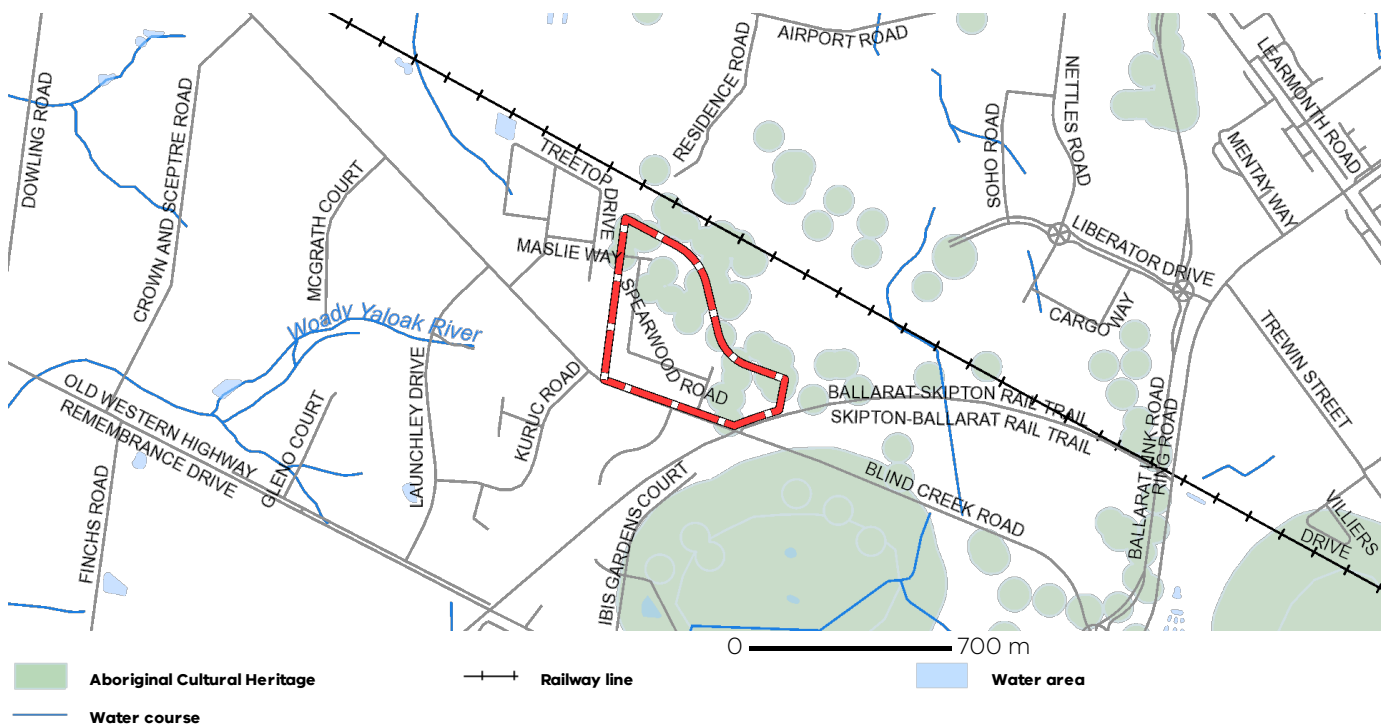 AIRPORT ROAD
LEARMONTH ROAD
RESIDENCE ROAD
NETTLES ROAD
DOWLING ROAD
CROWN AND SCEPTRE ROAD
SOHO ROAD
MENTAY WAY
TREETOP DRIVE
MCGRATH COURT
MASLIE WAY
LIBERATOR DRIVE
SPEARWOOD ROAD
CARGO WAY
Woady Yaloak River
TREWIN STREET
LAUNCHLEY DRIVE
KURUC ROAD
OLD WESTERN HIGHWAY
REMEMBRANCE DRIVE
GLENO COURT
BALLARAT-SKIPTON RAIL TRAIL
SKIPTON-BALLARAT RAIL TRAIL
BALLARAT LINK ROAD
RING ROAD
BLIND CREEK ROAD
FINCHS ROAD
IBIS GARDENS COURT
VILLIERS
DRIVE
0 700 m
Aboriginal Cultural Heritage
Railway line
Water area
Water course